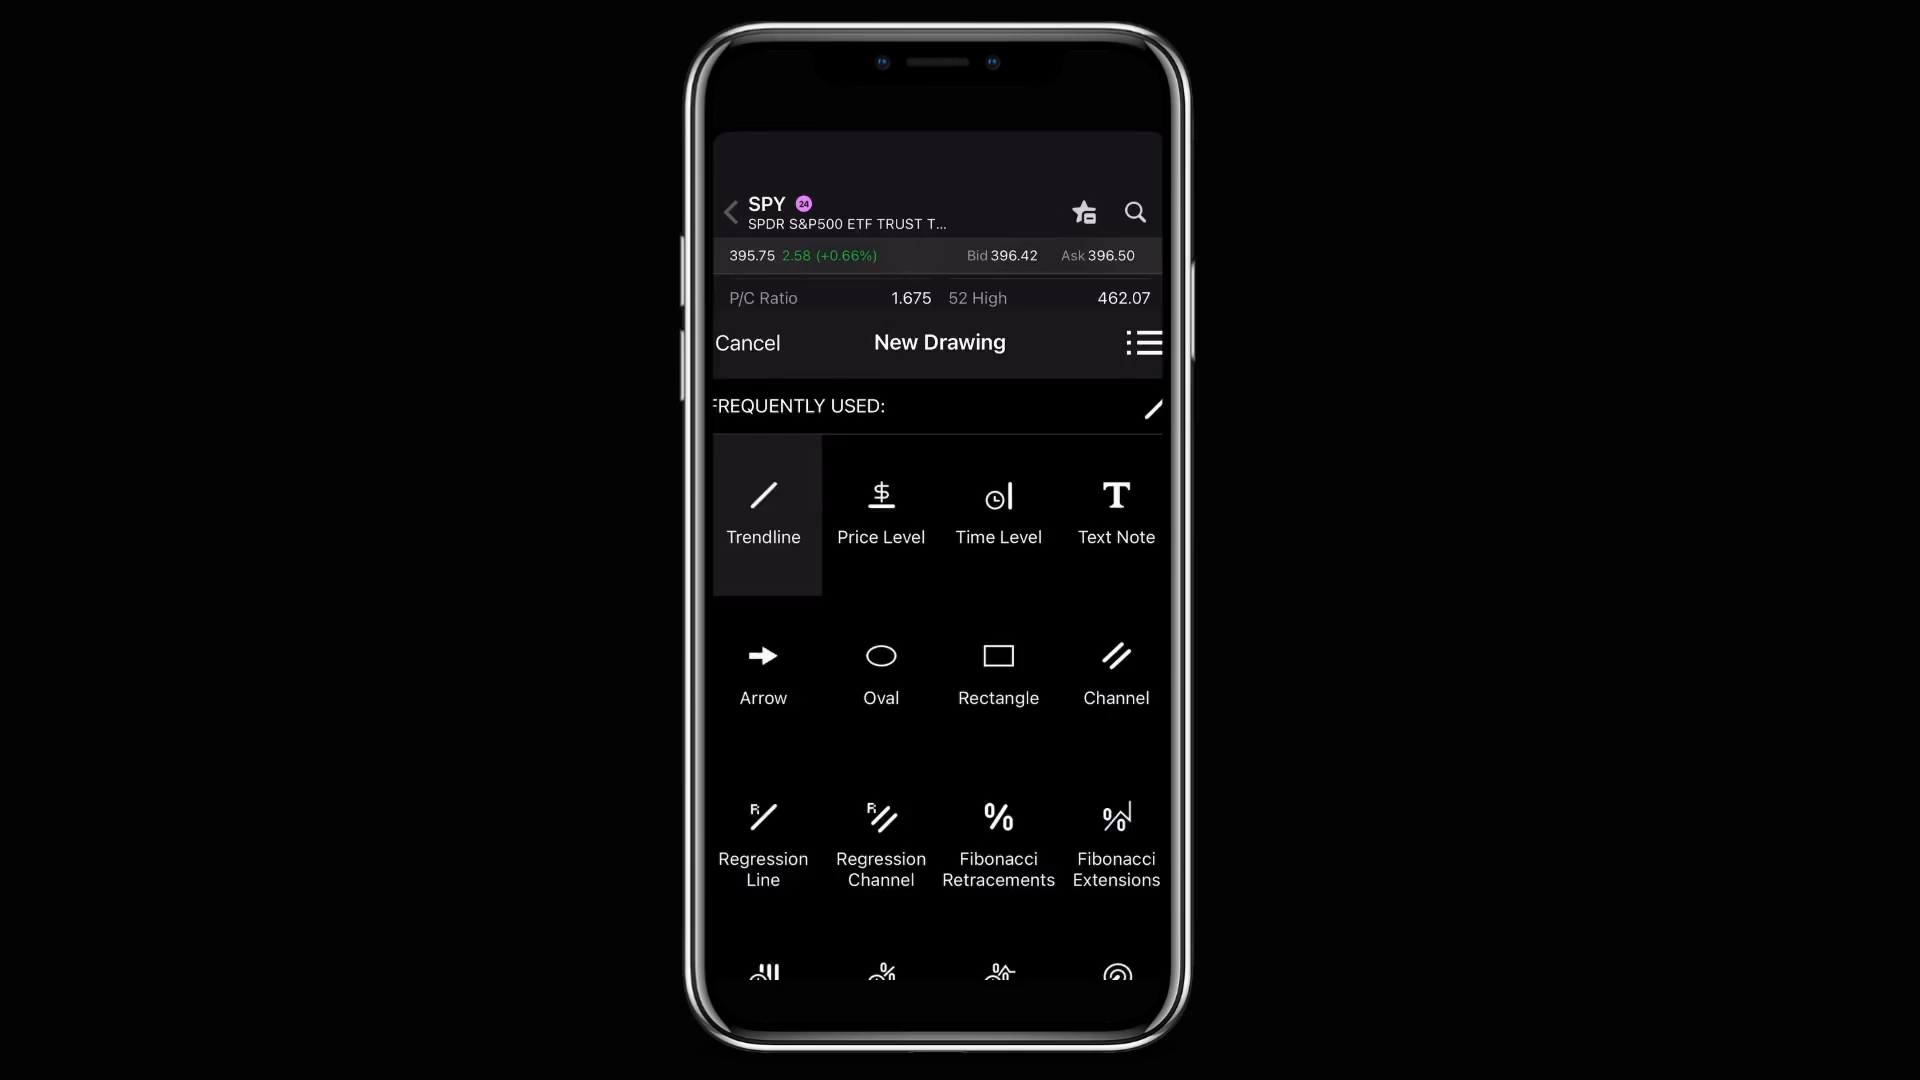 SPY 24
SPDR S&P500 ETF TRUST T...
395.75 2.58 (+0.66%) Bid 396.42 Ask 396.50
P/C Ratio 1.675 52 High 462.07
Cancel New Drawing
FREQUENTLY USED:
Trendline Price Level Time Level Text Note
Arrow Oval Rectangle Channel
Regression Line Regression Channel Fibonacci Retracements Fibonacci Extensions